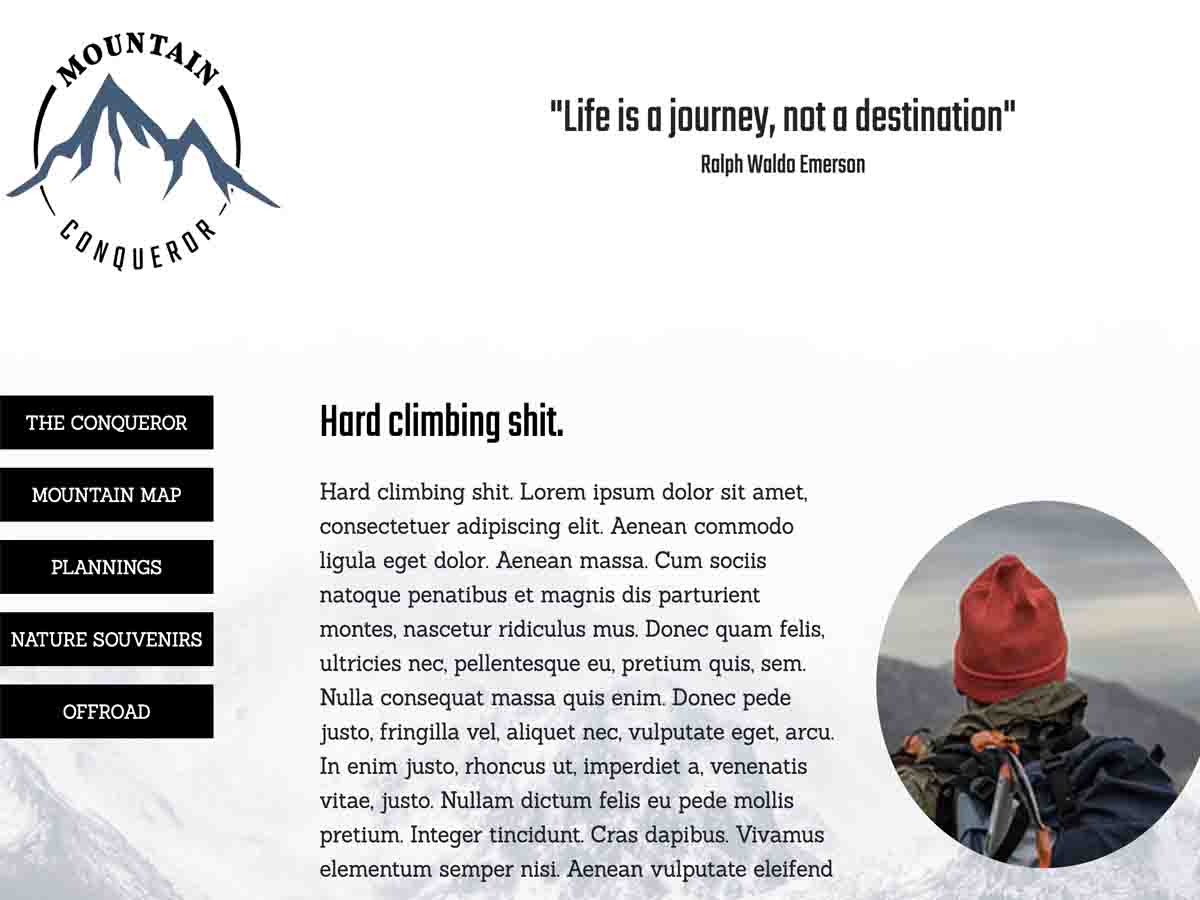 MOUNTAIN
CONQUEROR
"Life is a journey, not a destination"
Ralph Waldo Emerson
THE CONQUEROR
MOUNTAIN MAP
PLANNINGS
NATURE SOUVENIRS
OFFROAD
Hard climbing shit.
Hard climbing shit. Lorem ipsum dolor sit amet,
consectetuer adipiscing elit. Aenean commodo
ligula eget dolor. Aenean massa. Cum sociis
natoque penatibus et magnis dis parturient
montes, nascetur ridiculus mus. Donec quam felis,
ultricies nec, pellentesque eu, pretium quis, sem.
Nulla consequat massa quis enim. Donec pede
justo, fringilla vel, aliquet nec, vulputate eget, arcu.
In enim justo, rhoncus ut, imperdiet a, venenatis
vitae, justo. Nullam dictum felis eu pede mollis
pretium. Integer tincidunt. Cras dapibus. Vivamus
elementum semper nisi. Aenean vulputate eleifend